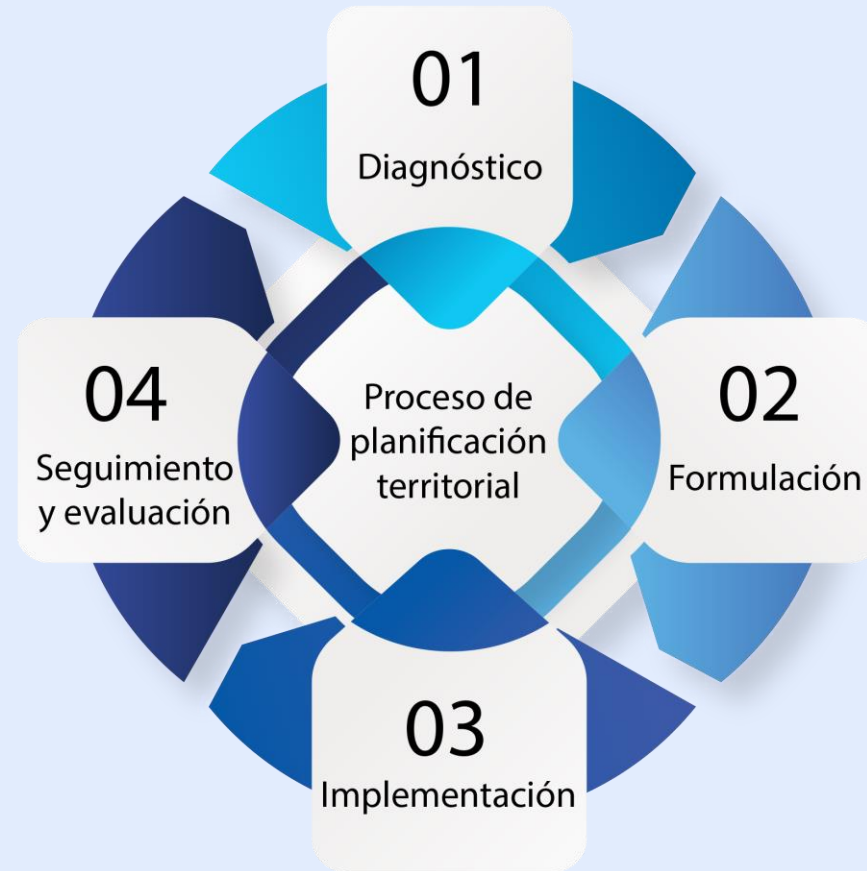 01
Diagnóstico
02
Formulación
03
Implementación
04
Seguimiento
y evaluación
Proceso de
planificación
territorial